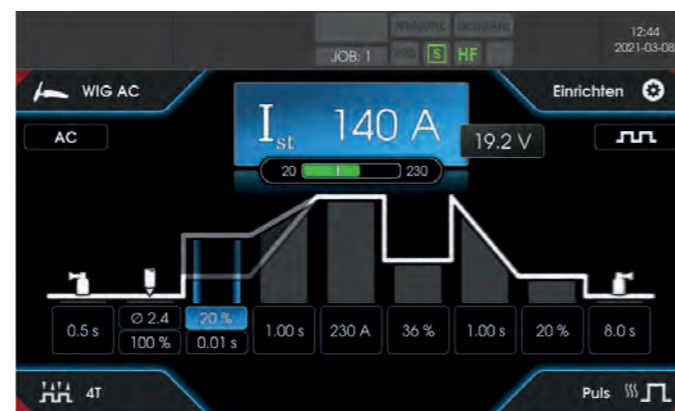 12:44
JOB: 1 S HF 2021-03-08
WIG AC
Einrichten
AC
I st 140 A
19.2 V
20 230
0.5 s
Ø 2.4
100 %
20 %
0.01 s
1.00 s
230 A
36 %
1.00 s
20 %
8.0 s
4T
Puls